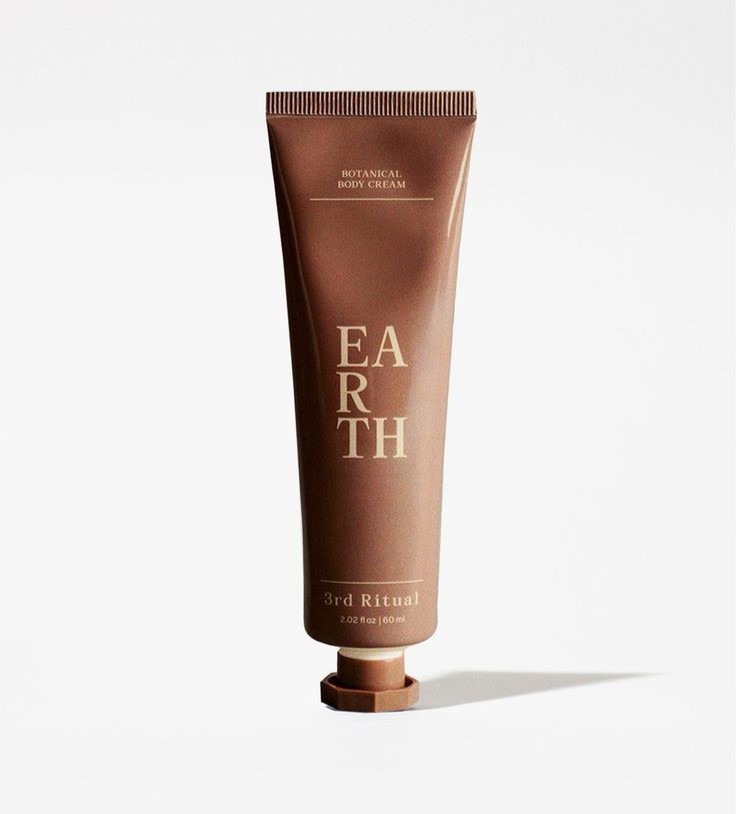 BOTANICAL
BODY CREAM
EA
R
TH
3rd Ritual
2.02 fl oz | 60 ml